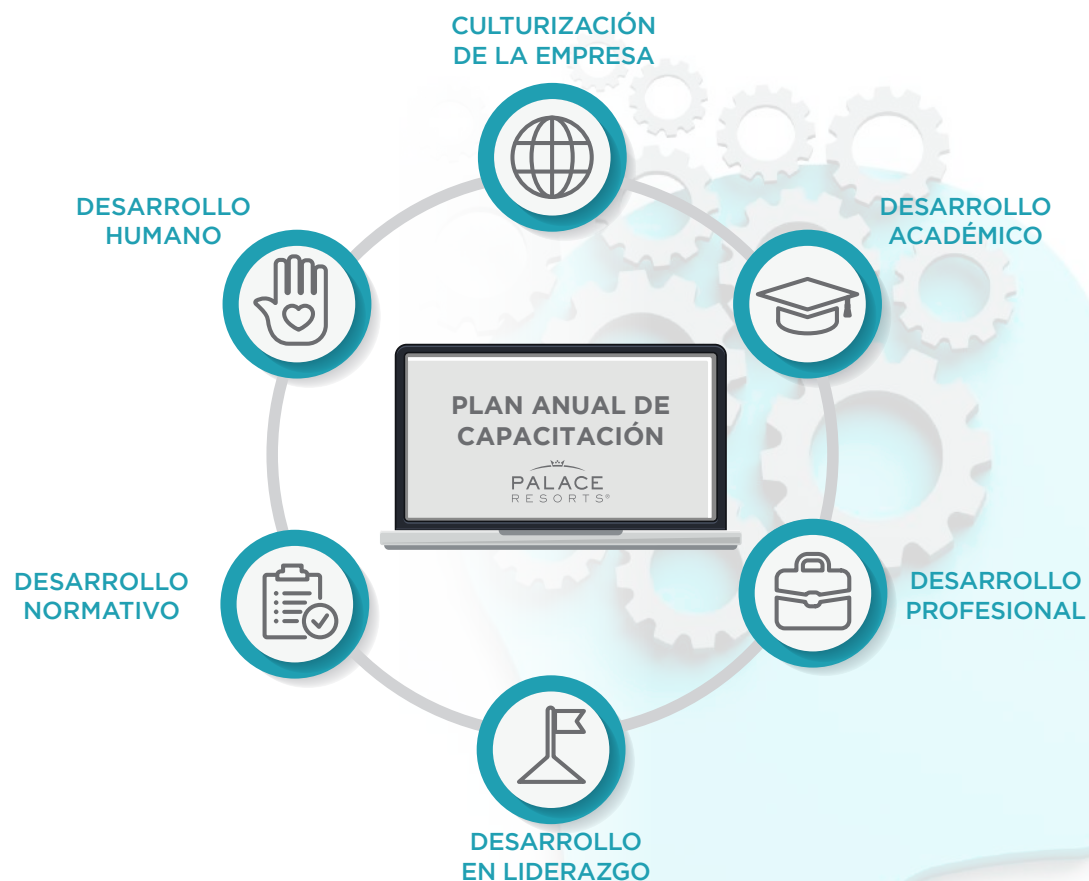 CULTURIZACIÓN
DE LA EMPRESA
DESARROLLO
HUMANO
DESARROLLO
ACADÉMICO
PLAN ANUAL DE
CAPACITACIÓN
PALACE
RESORTS®
DESARROLLO
NORMATIVO
DESARROLLO
PROFESIONAL
DESARROLLO
EN LIDERAZGO